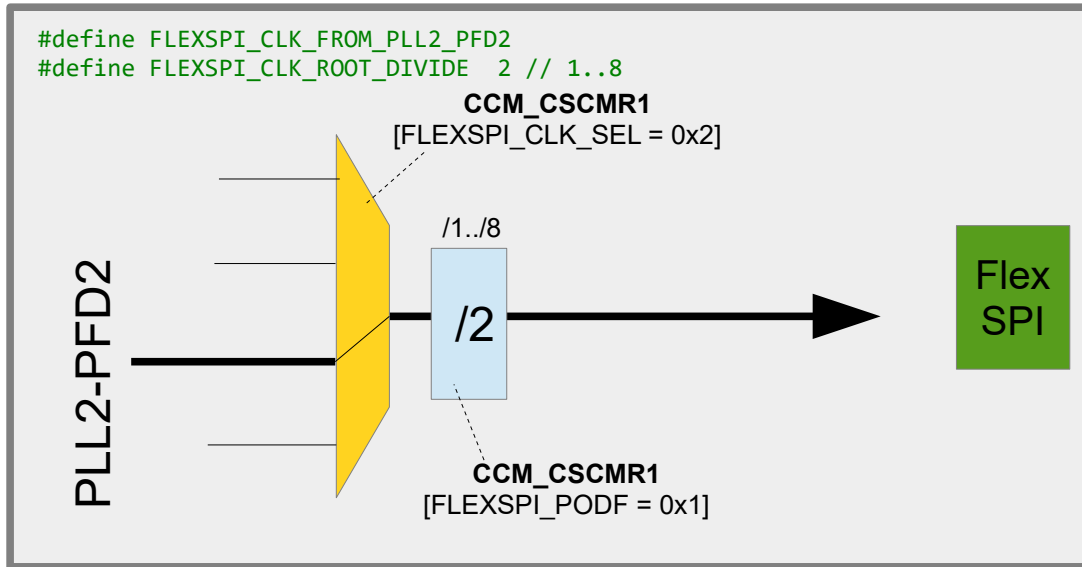 #define FLEXSPI_CLK_FROM_PLL2_PFD2
#define FLEXSPI_CLK_ROOT_DIVIDE  2 // 1..8
CCM_CSCMR1
[FLEXSPI_CLK_SEL = 0x2]
/1../8
PLL2-PFD2
/2
Flex
SPI
CCM_CSCMR1
[FLEXSPI_PODF = 0x1]